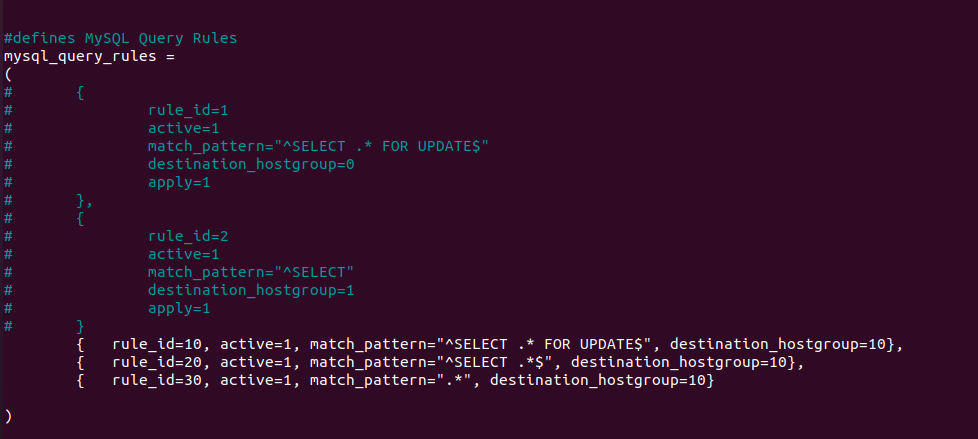 #defines MySQL Query Rules
mysql_query_rules =
(
#       {
#               rule_id=1
#               active=1
#               match_pattern="^SELECT .* FOR UPDATE$"
#               destination_hostgroup=0
#               apply=1
#       },
#       {
#               rule_id=2
#               active=1
#               match_pattern="^SELECT"
#               destination_hostgroup=1
#               apply=1
#       }
        {   rule_id=10, active=1, match_pattern="^SELECT .* FOR UPDATE$", destination_hostgroup=10},
        {   rule_id=20, active=1, match_pattern="^SELECT .*$", destination_hostgroup=10},
        {   rule_id=30, active=1, match_pattern=".*", destination_hostgroup=10}
)